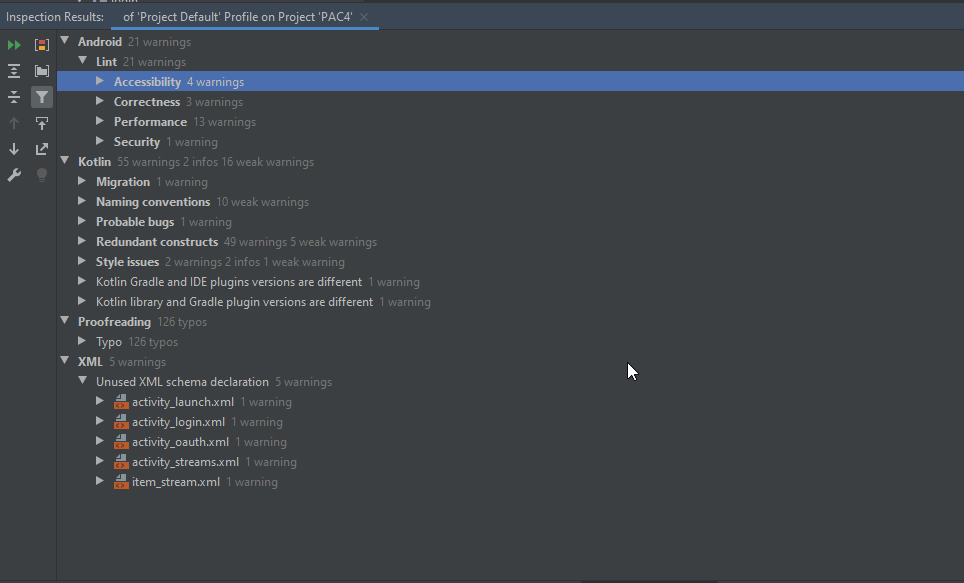 Inspection Results: of 'Project Default' Profile on Project 'PAC4'
Android 21 warnings
Lint 21 warnings
Accessibility 4 warnings
Correctness 3 warnings
Performance 13 warnings
Security 1 warning
Kotlin 55 warnings 2 infos 16 weak warnings
Migration 1 warning
Naming conventions 10 weak warnings
Probable bugs 1 warning
Redundant constructs 49 warnings 5 weak warnings
Style issues 2 warnings 2 infos 1 weak warning
Kotlin Gradle and IDE plugins versions are different 1 warning
Kotlin library and Gradle plugin versions are different 1 warning
Proofreading 126 typos
Typo 126 typos
XML 5 warnings
Unused XML schema declaration 5 warnings
activity_launch.xml 1 warning
activity_login.xml 1 warning
activity_oauth.xml 1 warning
activity_streams.xml 1 warning
item_stream.xml 1 warning